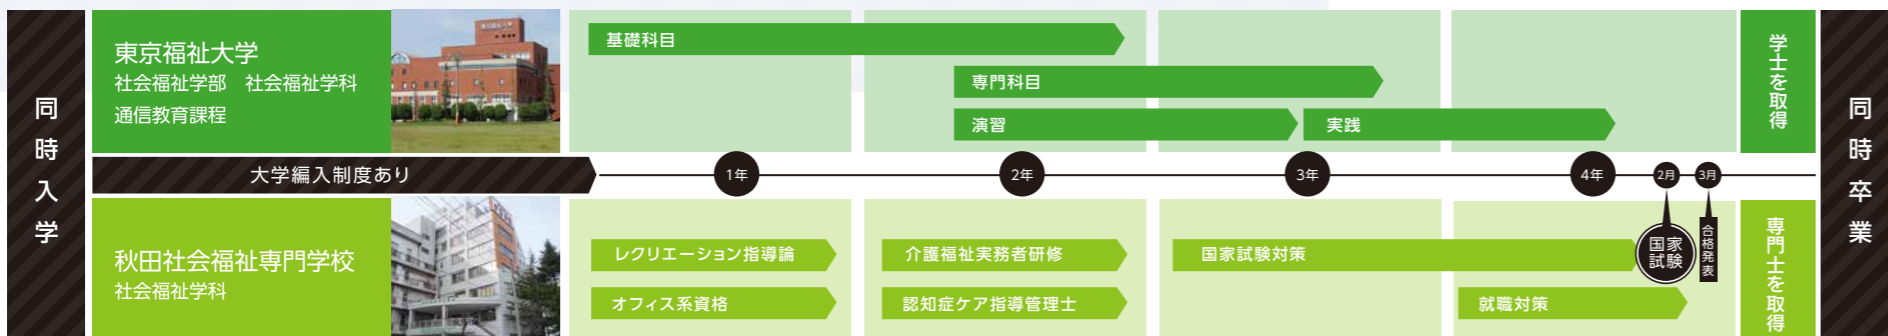 同時入学
東京福祉大学
社会福祉学部　社会福祉学科
通信教育課程
基礎科目
専門科目
演習
実践
学士を取得
大学編入制度あり
1年
2年
3年
4年
2月
3月
国家
試験
合格発表
秋田社会福祉専門学校
社会福祉学科
レクリエーション指導論
オフィス系資格
介護福祉実務者研修
認知症ケア指導管理士
国家試験対策
就職対策
専門士を取得
同時卒業